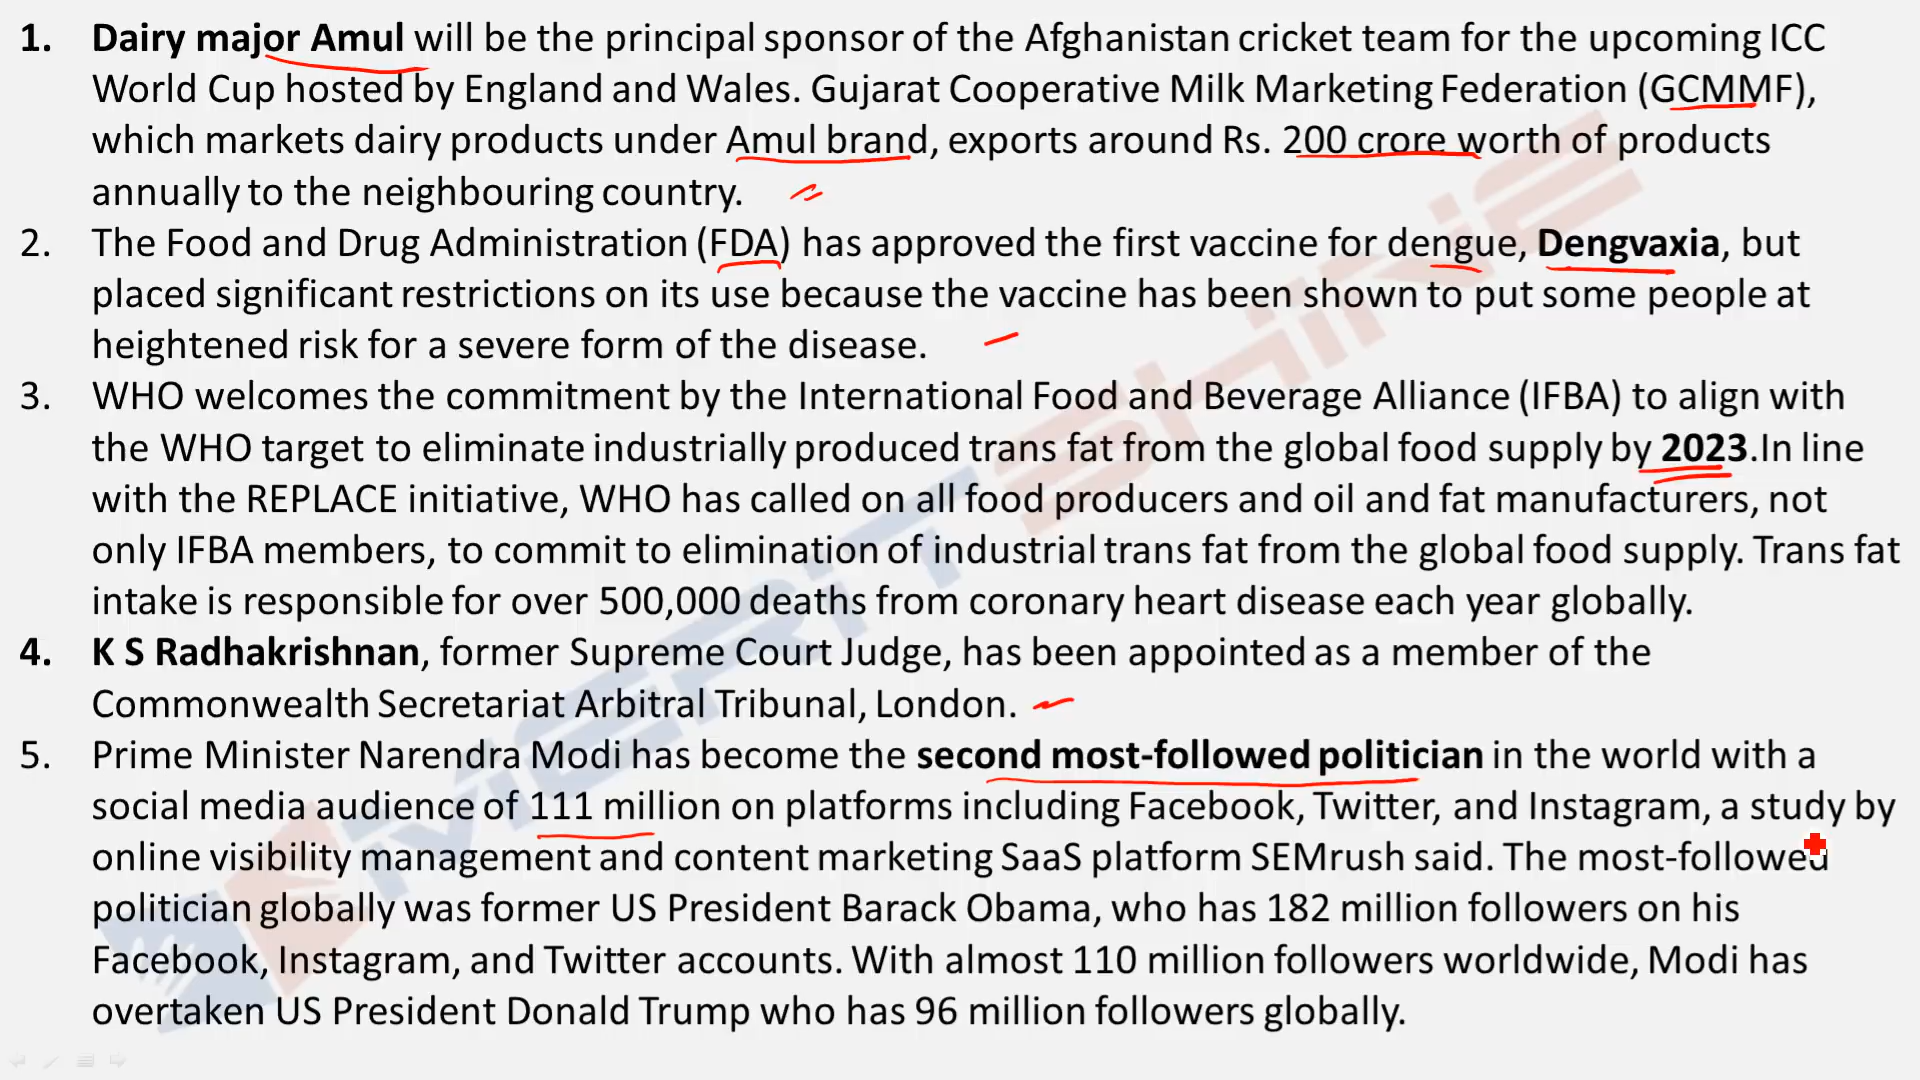 1. Dairy major Amul will be the principal sponsor of the Afghanistan cricket team for the upcoming ICC
World Cup hosted by England and Wales. Gujarat Cooperative Milk Marketing Federation (GCMMF),
which markets dairy products under Amul brand, exports around Rs. 200 crore worth of products
annually to the neighbouring country.
2. The Food and Drug Administration (FDA) has approved the first vaccine for dengue, Dengvaxia, but
placed significant restrictions on its use because the vaccine has been shown to put some people at
heightened risk for a severe form of the disease.
3. WHO welcomes the commitment by the International Food and Beverage Alliance (IFBA) to align with
the WHO target to eliminate industrially produced trans fat from the global food supply by 2023.In line
with the REPLACE initiative, WHO has called on all food producers and oil and fat manufacturers, not
only IFBA members, to commit to elimination of industrial trans fat from the global food supply. Trans fat
intake is responsible for over 500,000 deaths from coronary heart disease each year globally.
4. K S Radhakrishnan, former Supreme Court Judge, has been appointed as a member of the
Commonwealth Secretariat Arbitral Tribunal, London.
5. Prime Minister Narendra Modi has become the second most-followed politician in the world with a
social media audience of 111 million on platforms including Facebook, Twitter, and Instagram, a study by
online visibility management and content marketing SaaS platform SEMrush said. The most-followed
politician globally was former US President Barack Obama, who has 182 million followers on his
Facebook, Instagram, and Twitter accounts. With almost 110 million followers worldwide, Modi has
overtaken US President Donald Trump who has 96 million followers globally.
MERITSHINE